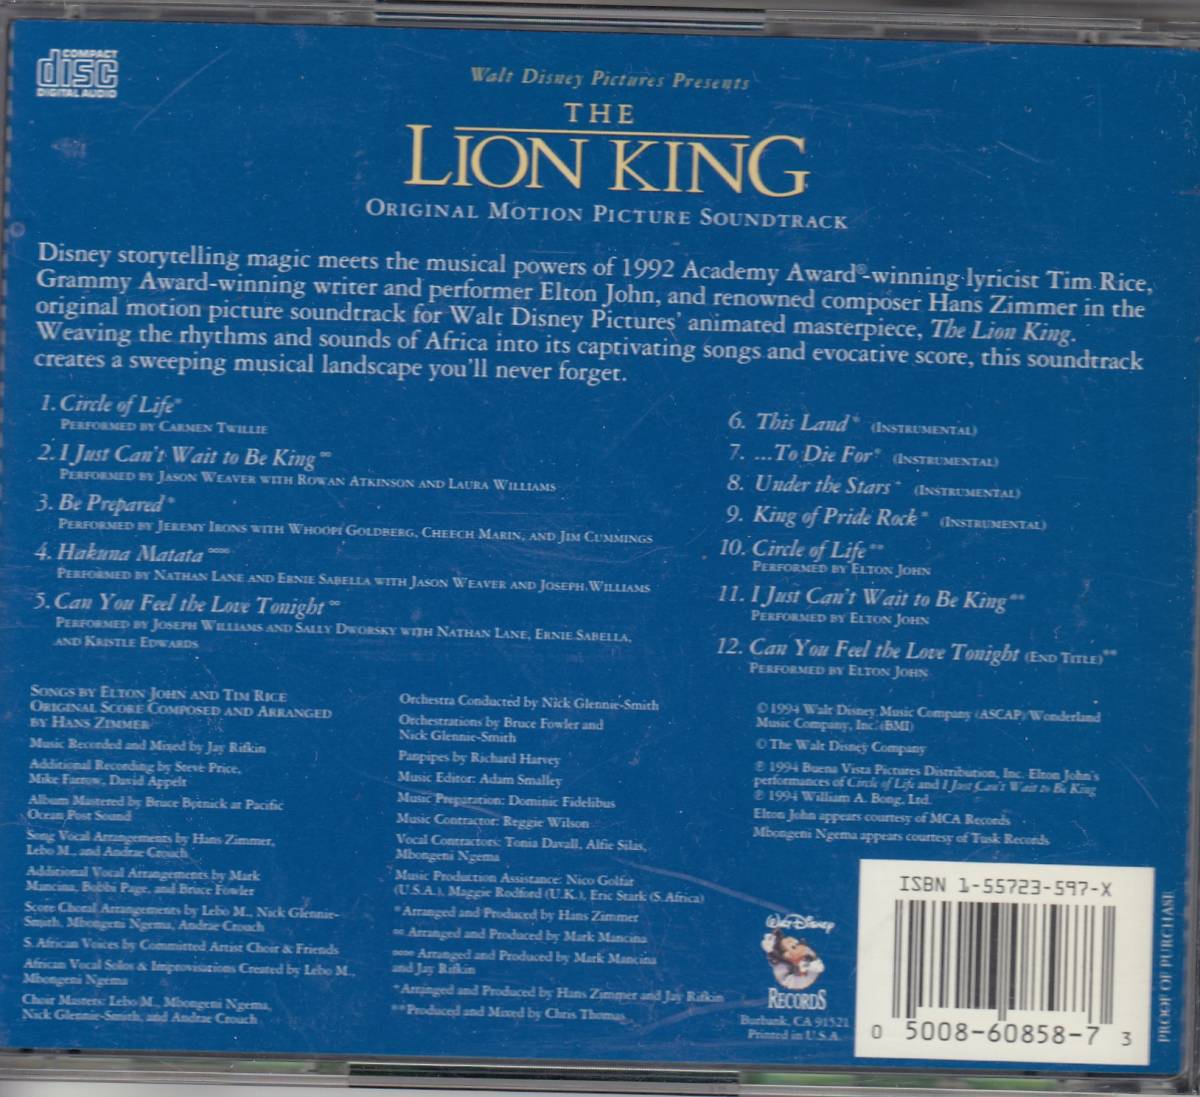 COMPACT
disc
DIGITAL AUDIO
Walt Disney Pictures Presents
THE
LION KING
ORIGINAL MOTION PICTURE SOUNDTRACK
Disney storytelling magic meets the musical powers of 1992 Academy Award®-winning lyricist Tim Rice,
Grammy Award-winning writer and performer Elton John, and renowned composer Hans Zimmer in the
original motion picture soundtrack for Walt Disney Pictures' animated masterpiece, The Lion King.
Weaving the rhythms and sounds of Africa into its captivating songs and evocative score, this soundtrack
creates a sweeping musical landscape you'll never forget.
1. Circle of Life*
PERFORMED BY CARMEN TWILLIE
2. I Just Can't Wait to Be King∞
PERFORMED BY JASON WEAVER WITH ROWAN ATKINSON AND LAURA WILLIAMS
3. Be Prepared*
PERFORMED BY JEREMY IRONS WITH WHOOPI GOLDBERG, CHEECH MARIN, AND JIM CUMMINGS
4. Hakuna Matata∞∞
PERFORMED BY NATHAN LANE AND ERNIE SABELLA WITH JASON WEAVER AND JOSEPH WILLIAMS
5. Can You Feel the Love Tonight∞
PERFORMED BY JOSEPH WILLIAMS AND SALLY DWORSKY WITH NATHAN LANE, ERNIE SABELLA,
AND KRISTLE EDWARDS
6. This Land* (INSTRUMENTAL)
7. ...To Die For* (INSTRUMENTAL)
8. Under the Stars* (INSTRUMENTAL)
9. King of Pride Rock* (INSTRUMENTAL)
10. Circle of Life**
PERFORMED BY ELTON JOHN
11. I Just Can't Wait to Be King**
PERFORMED BY ELTON JOHN
12. Can You Feel the Love Tonight (END TITLE)**
PERFORMED BY ELTON JOHN
SONGS BY ELTON JOHN AND TIM RICE
ORIGINAL SCORE COMPOSED AND ARRANGED
BY HANS ZIMMER
Music Recorded and Mixed by Jay Rifkin
Additional Recording by Steve Price,
Mike Farrow, David Appelt
Album Mastered by Bruce Botnick at Pacific
Ocean Post Sound
Song Vocal Arrangements by Hans Zimmer,
Lebo M., and Andrae Crouch
Additional Vocal Arrangements by Mark
Mancina, Bobbi Page, and Bruce Fowler
Score Choral Arrangements by Lebo M., Nick Glennie-
Smith, Mbongeni Ngema, Andrae Crouch
S. African Voices by Committed Artist Choir & Friends
African Vocal Solos & Improvisations Created by Lebo M.,
Mbongeni Ngema
Choir Masters: Lebo M., Mbongeni Ngema,
Nick Glennie-Smith, and Andrae Crouch
Orchestra Conducted by Nick Glennie-Smith
Orchestrations by Bruce Fowler and
Nick Glennie-Smith
Panpipes by Richard Harvey
Music Editor: Adam Smalley
Music Preparation: Dominic Fidelibus
Music Contractor: Reggie Wilson
Vocal Contractors: Tonia Davall, Alfie Silas,
Mbongeni Ngema
Music Production Assistance: Nico Golfar
(U.S.A.), Maggie Rodford (U.K.), Eric Stark (S. Africa)
*Arranged and Produced by Hans Zimmer
∞ Arranged and Produced by Mark Mancina
∞∞ Arranged and Produced by Mark Mancina
and Jay Rifkin
*Arranged and Produced by Hans Zimmer and Jay Rifkin
**Produced and Mixed by Chris Thomas
© 1994 Walt Disney Music Company (ASCAP)/Wonderland
Music Company, Inc. (BMI)
© The Walt Disney Company
℗ 1994 Buena Vista Pictures Distribution, Inc. Elton John's
performances of Circle of Life and I Just Can't Wait to Be King
℗ 1994 William A. Bong, Ltd.
Elton John appears courtesy of MCA Records
Mbongeni Ngema appears courtesy of Tusk Records
Walt Disney
RECORDS
Burbank, CA 91521
Printed in U.S.A.
ISBN 1-55723-597-X
0 5008-60858-7 3
PROOF OF PURCHASE